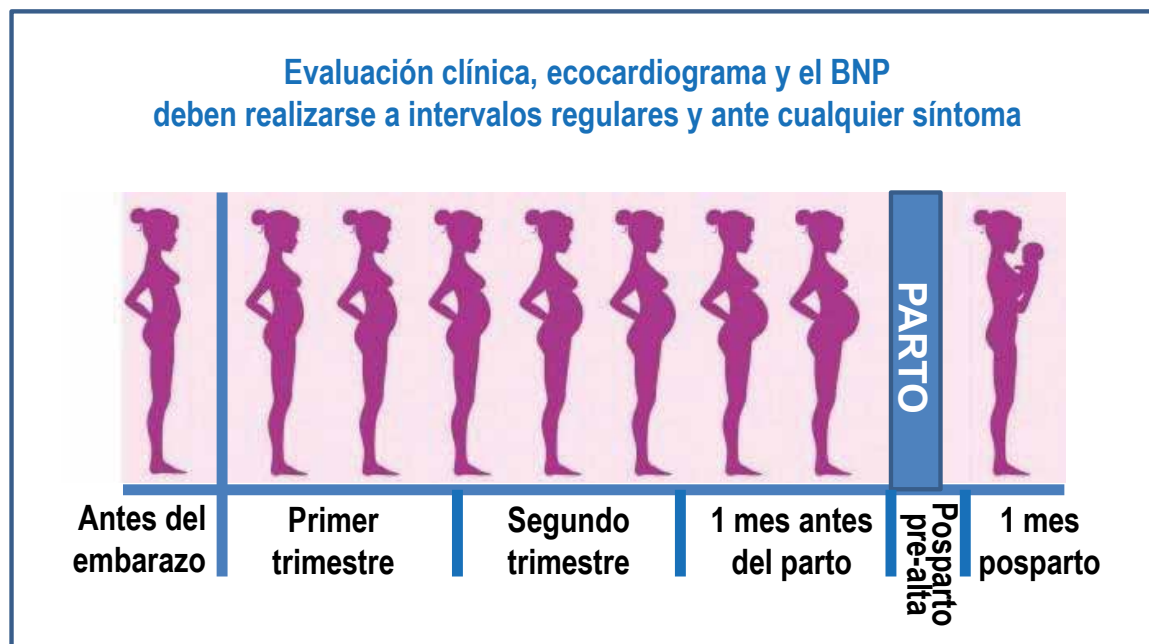 Evaluación clínica, ecocardiograma y el BNP
deben realizarse a intervalos regulares y ante cualquier síntoma
PARTO
Antes del
embarazo
Primer
trimestre
Segundo
trimestre
1 mes antes
del parto
Posparto
pre-alta
1 mes
posparto